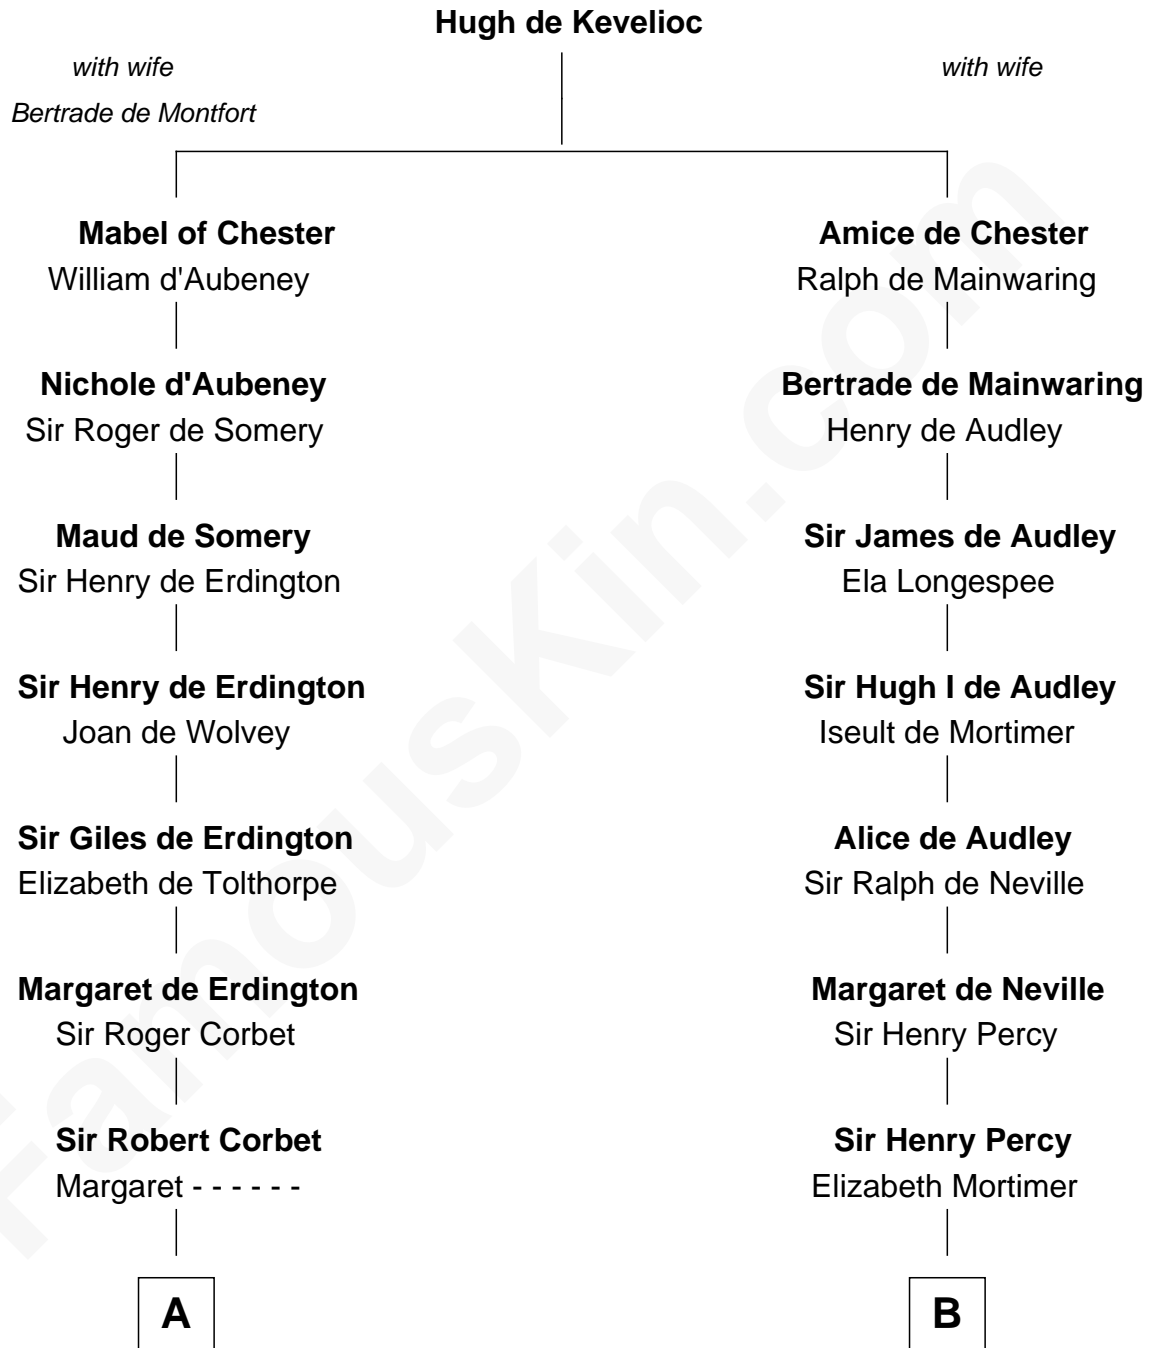 Hugh de Kevelioc
with wife
Bertrade de Montfort
with wife
Mabel of Chester
William d'Aubeney
Amice de Chester
Ralph de Mainwaring
Nichole d'Aubeney
Sir Roger de Somery
Bertrade de Mainwaring
Henry de Audley
Maud de Somery
Sir Henry de Erdington
Sir James de Audley
Ela Longespee
Sir Henry de Erdington
Joan de Wolvey
Sir Hugh I de Audley
Iseult de Mortimer
Sir Giles de Erdington
Elizabeth de Tolthorpe
Alice de Audley
Sir Ralph de Neville
Margaret de Erdington
Sir Roger Corbet
Margaret de Neville
Sir Henry Percy
Sir Robert Corbet
Margaret - - - - - -
Sir Henry Percy
Elizabeth Mortimer
A
B
FamousKin.com